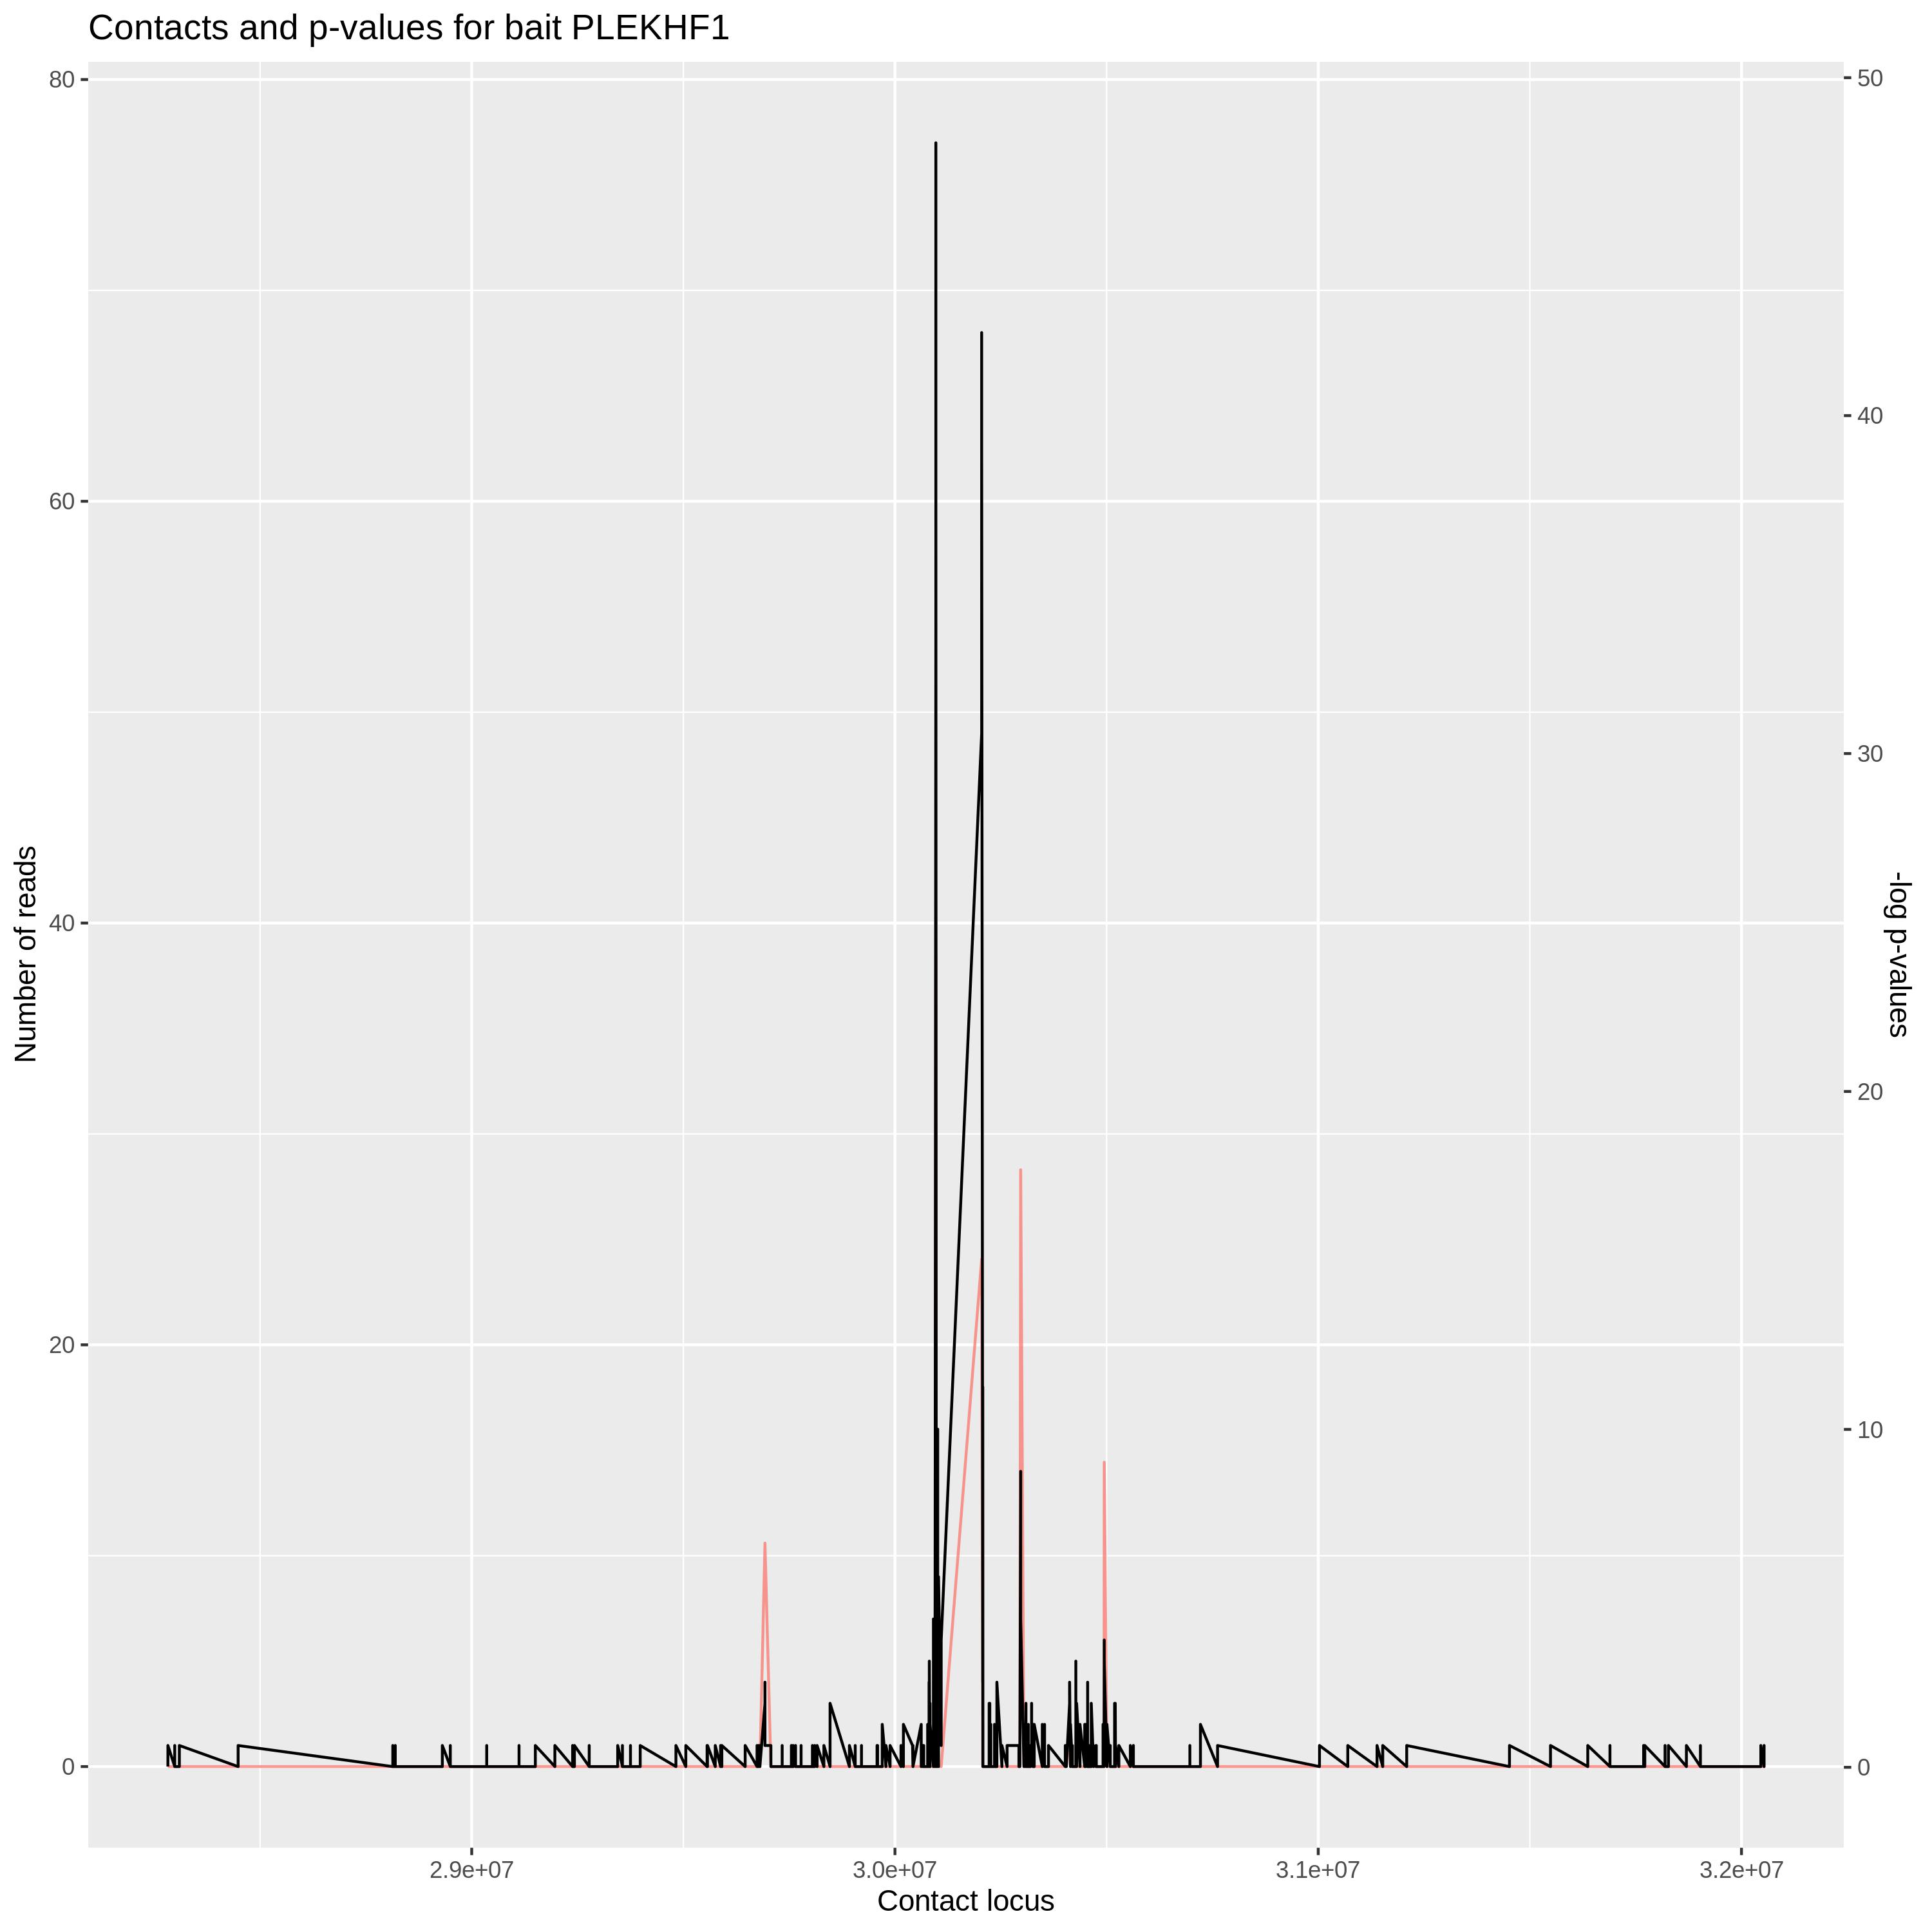 Contacts and p-values for bait PLEKHF1
80
60
40
20
0
Number of reads
50
40
30
20
10
0
-log p-values
2.9e+07
3.0e+07
3.1e+07
3.2e+07
Contact locus